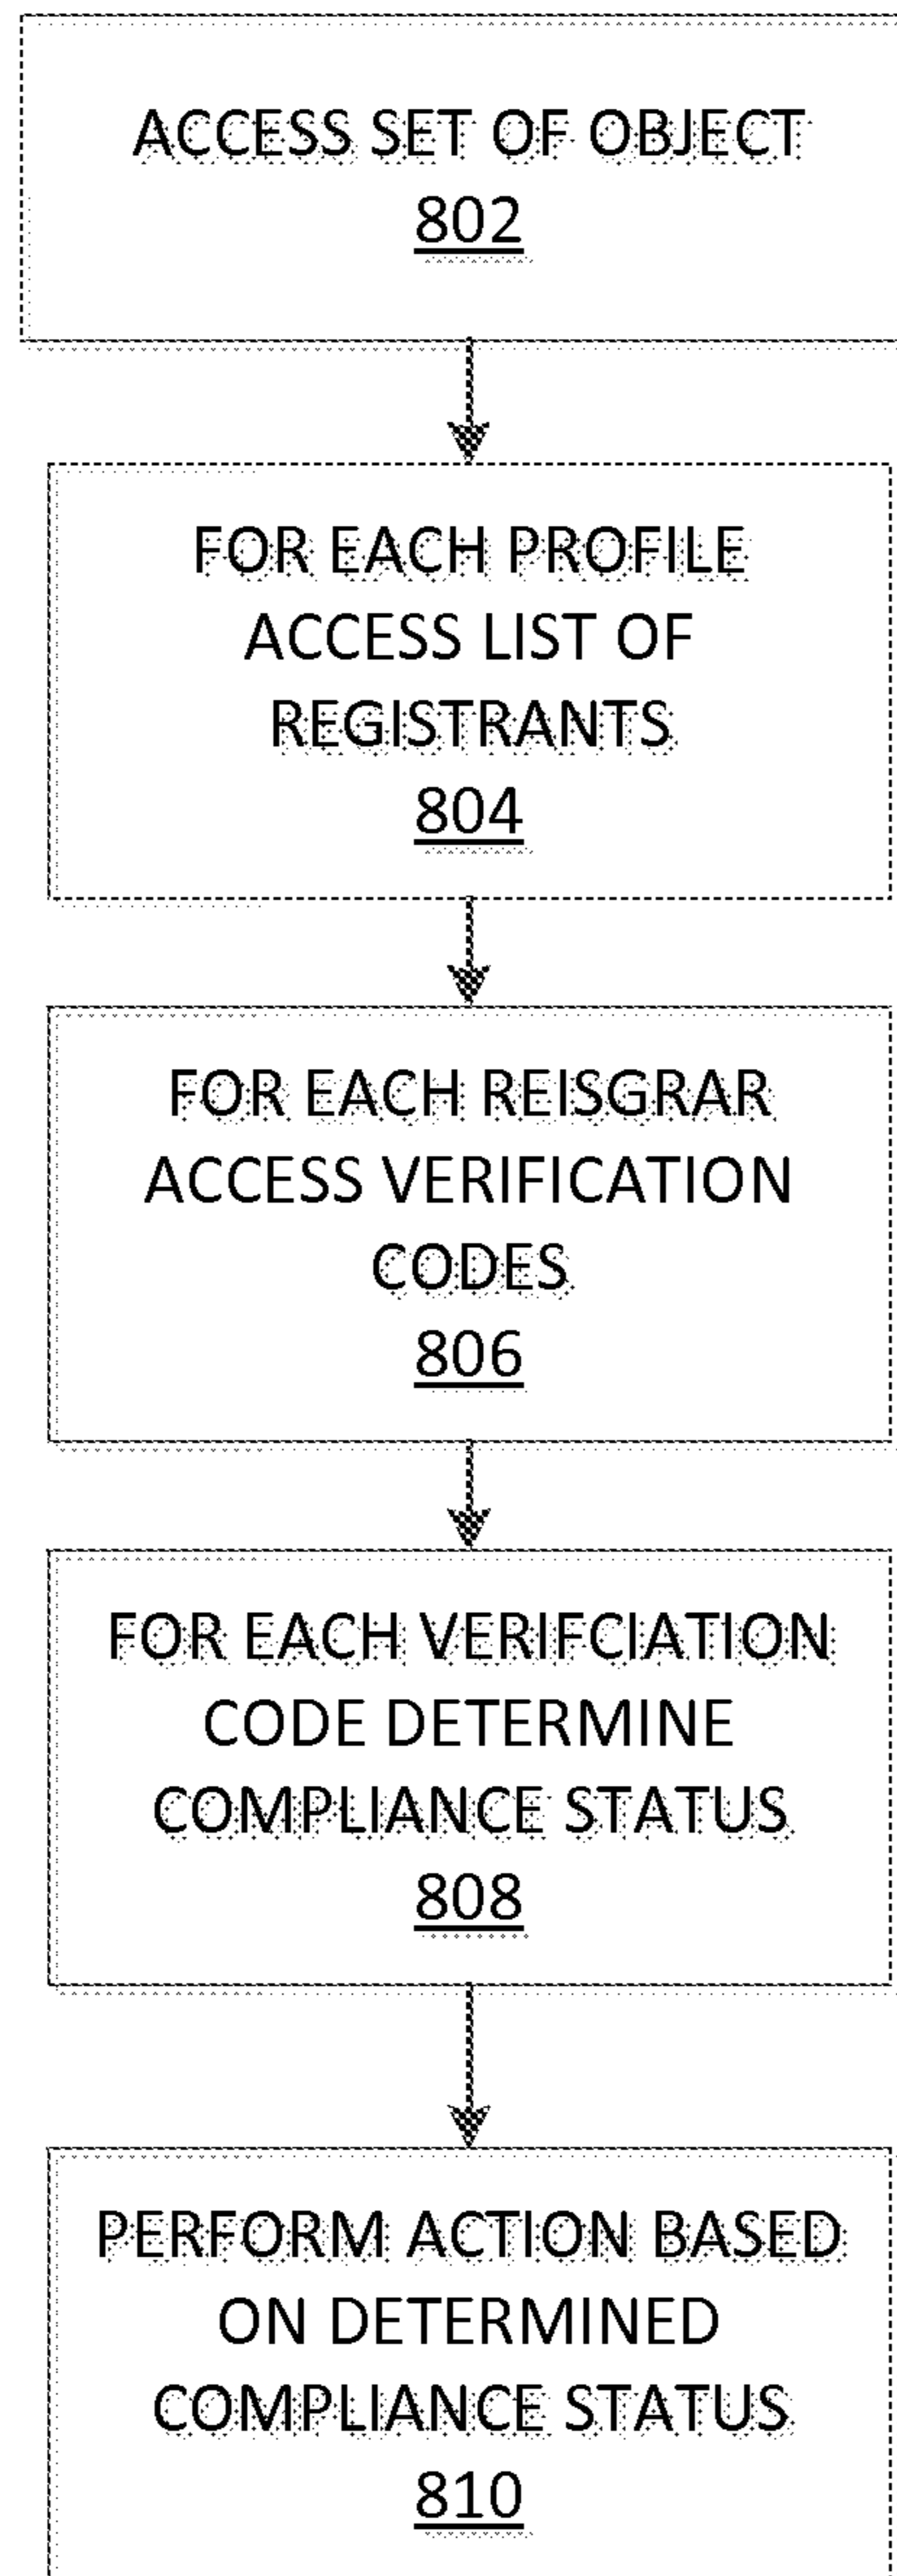 ACCESS SET OF OBJECT
802
FOR EACH PROFILE
ACCESS LIST OF
REGISTRANTS
804
FOR EACH REISGRAR
ACCESS VERIFICATION
CODES
806
FOR EACH VERIFCIATION
CODE DETERMINE
COMPLIANCE STATUS
808
PERFORM ACTION BASED
ON DETERMINED
COMPLIANCE STATUS
810